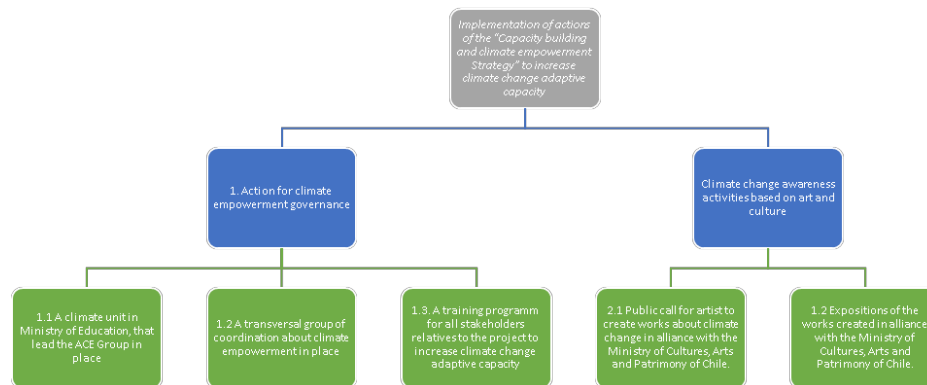 Implementation of actions
of the “Capacity building
and climate empowerment
Strategy” to increase
climate change adaptive
capacity
1. Action for climate
empowerment governance
Climate change awareness
activities based on art and
culture
1.1 A climate unit in
Ministry of Education, that
lead the ACE Group in
place
1.2 A transversal group of
coordination about climate
empowerment in place
1.3. A training programm
for all stakeholders
relatives to the project to
increase climate change
adaptive capacity
2.1 Public call for artist to
create works about climate
change in alliance with the
Ministry of Cultures, Arts
and Patrimony of Chile.
1.2 Expositions of the
works created in alliance
with the Ministry of
Cultures, Arts and
Patrimony of Chile.